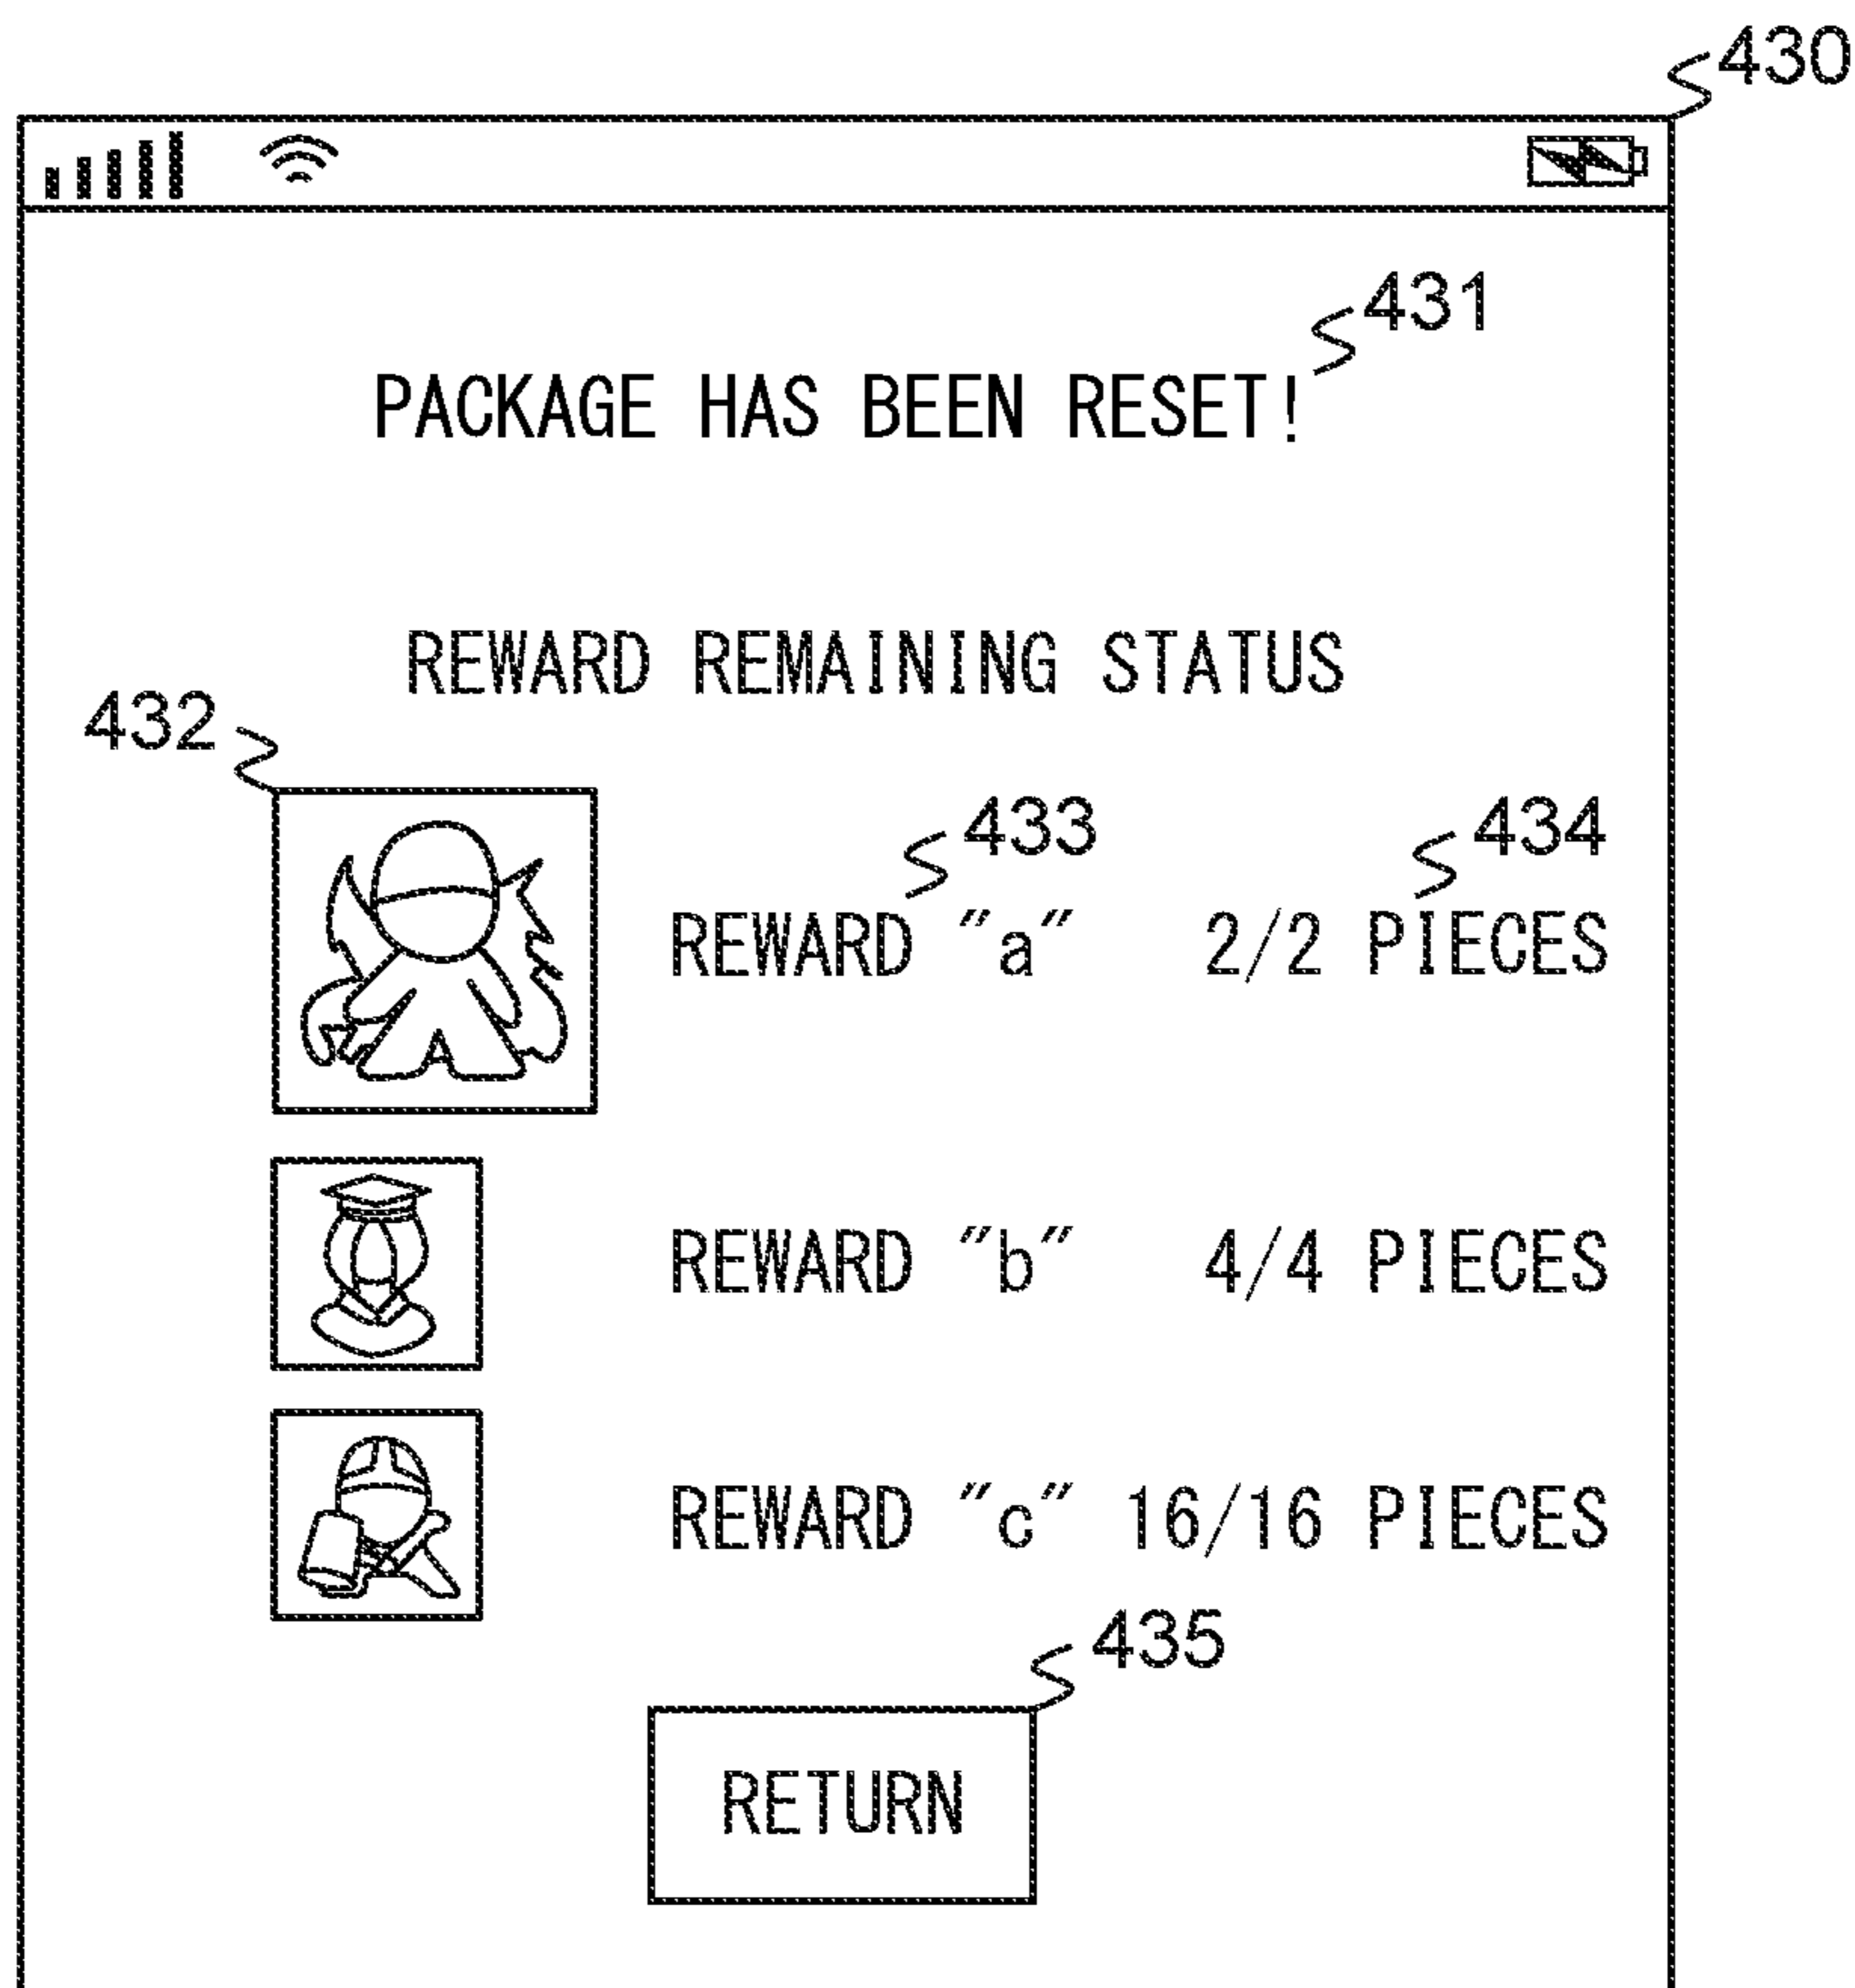 430
431
PACKAGE HAS BEEN RESET!
REWARD REMAINING STATUS
432
433
434
REWARD "a" 2/2 PIECES
REWARD "b" 4/4 PIECES
REWARD "c" 16/16 PIECES
435
RETURN